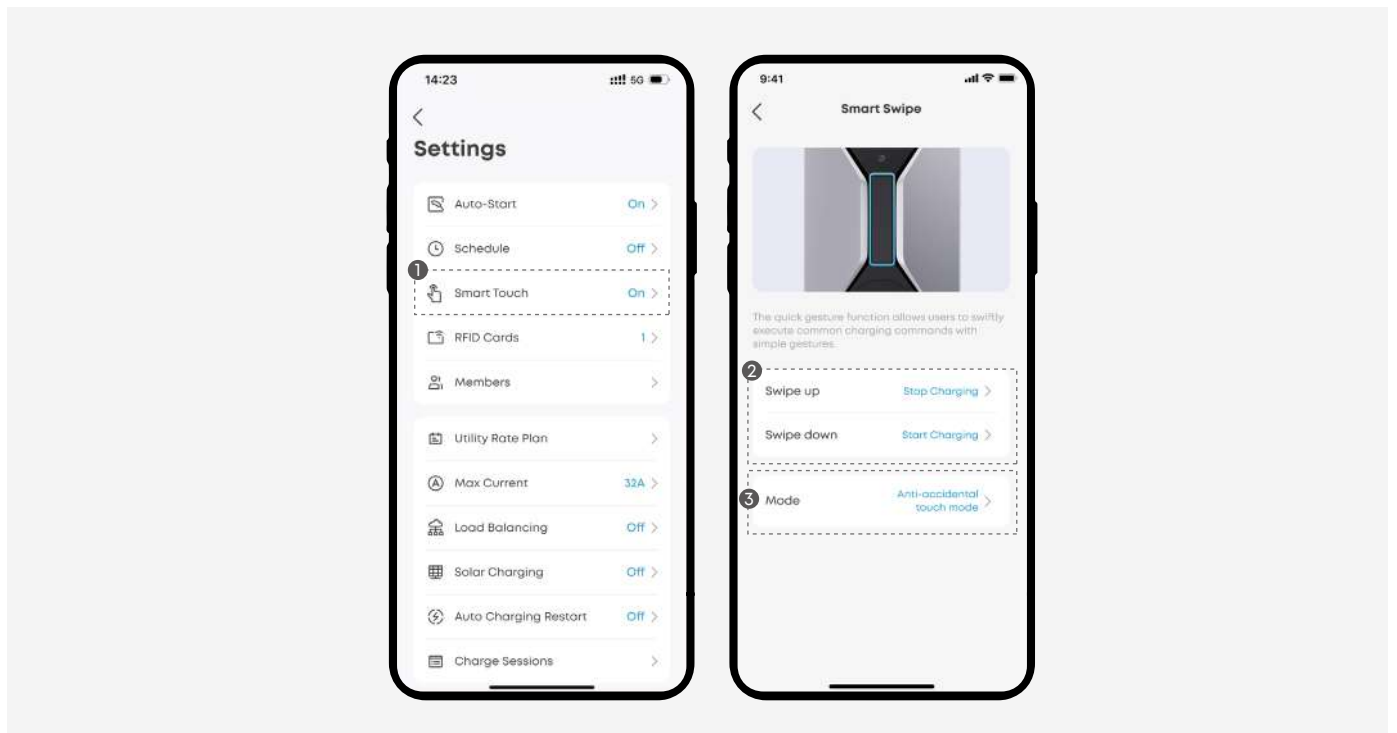 14:23
5G
Settings
Auto-Start On
Schedule Off
1
Smart Touch On
RFID Cards 1
Members
Utility Rate Plan
Max Current 32A
Load Balancing Off
Solar Charging Off
Auto Charging Restart Off
Charge Sessions
9:41
Smart Swipe
The quick gesture function allows users to swiftly
execute common charging commands with
simple gestures.
2
Swipe up Stop Charging
Swipe down Start Charging
3 Mode Anti-accidental
touch mode